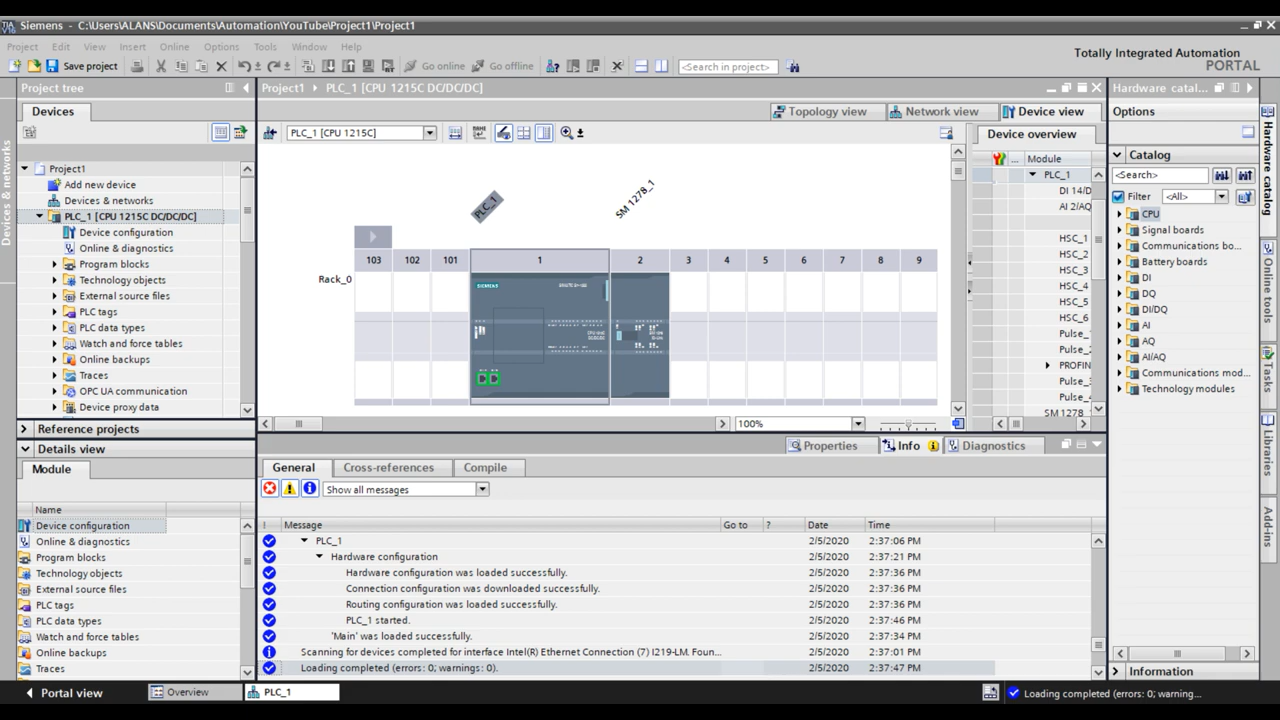 Siemens - C:\Users\ALANS\Documents\Automation\YouTube\Project1\Project1
Project Edit View Insert Online Options Tools Window Help
Save project Go online Go offline <Search in project>
Totally Integrated Automation
PORTAL
Project tree
Project1 PLC_1 [CPU 1215C DC/DC/DC]
Hardware catal...
Devices
Topology view Network view Device view
Options
PLC_1 [CPU 1215C]
Device overview
Devices & networks
Project1
Add new device
Devices & networks
PLC_1 [CPU 1215C DC/DC/DC]
Device configuration
Online & diagnostics
Program blocks
Technology objects
External source files
PLC tags
PLC data types
Watch and force tables
Online backups
Traces
OPC UA communication
Device proxy data
PLC_1
SM 1278_1
103 102 101 1 2 3 4 5 6 7 8 9
Rack_0
SIEMENS
100%
... Module
PLC_1
DI 14/D
AI 2/AQ
HSC_1
HSC_2
HSC_3
HSC_4
HSC_5
HSC_6
Pulse_1
Pulse_2
PROFIN
Pulse_3
Pulse_4
SM 1278_1
Catalog
<Search>
Filter <All>
CPU
Signal boards
Communications bo...
Battery boards
DI
DQ
DI/DQ
AI
AQ
AI/AQ
Communications mod...
Technology modules
Information
Hardware catalog
Online tools
Tasks
Libraries
Add-ins
Reference projects
Details view
Module
Name
Device configuration
Online & diagnostics
Program blocks
Technology objects
External source files
PLC tags
PLC data types
Watch and force tables
Online backups
Traces
Properties Info Diagnostics
General Cross-references Compile
Show all messages
! Message Go to ? Date Time
PLC_1 2/5/2020 2:37:06 PM
Hardware configuration 2/5/2020 2:37:21 PM
Hardware configuration was loaded successfully. 2/5/2020 2:37:36 PM
Connection configuration was downloaded successfully. 2/5/2020 2:37:36 PM
Routing configuration was loaded successfully. 2/5/2020 2:37:36 PM
PLC_1 started. 2/5/2020 2:37:46 PM
'Main' was loaded successfully. 2/5/2020 2:37:34 PM
Scanning for devices completed for interface Intel(R) Ethernet Connection (7) I219-LM. Foun... 2/5/2020 2:37:01 PM
Loading completed (errors: 0; warnings: 0). 2/5/2020 2:37:47 PM
Portal view Overview PLC_1 Loading completed (errors: 0; warning...